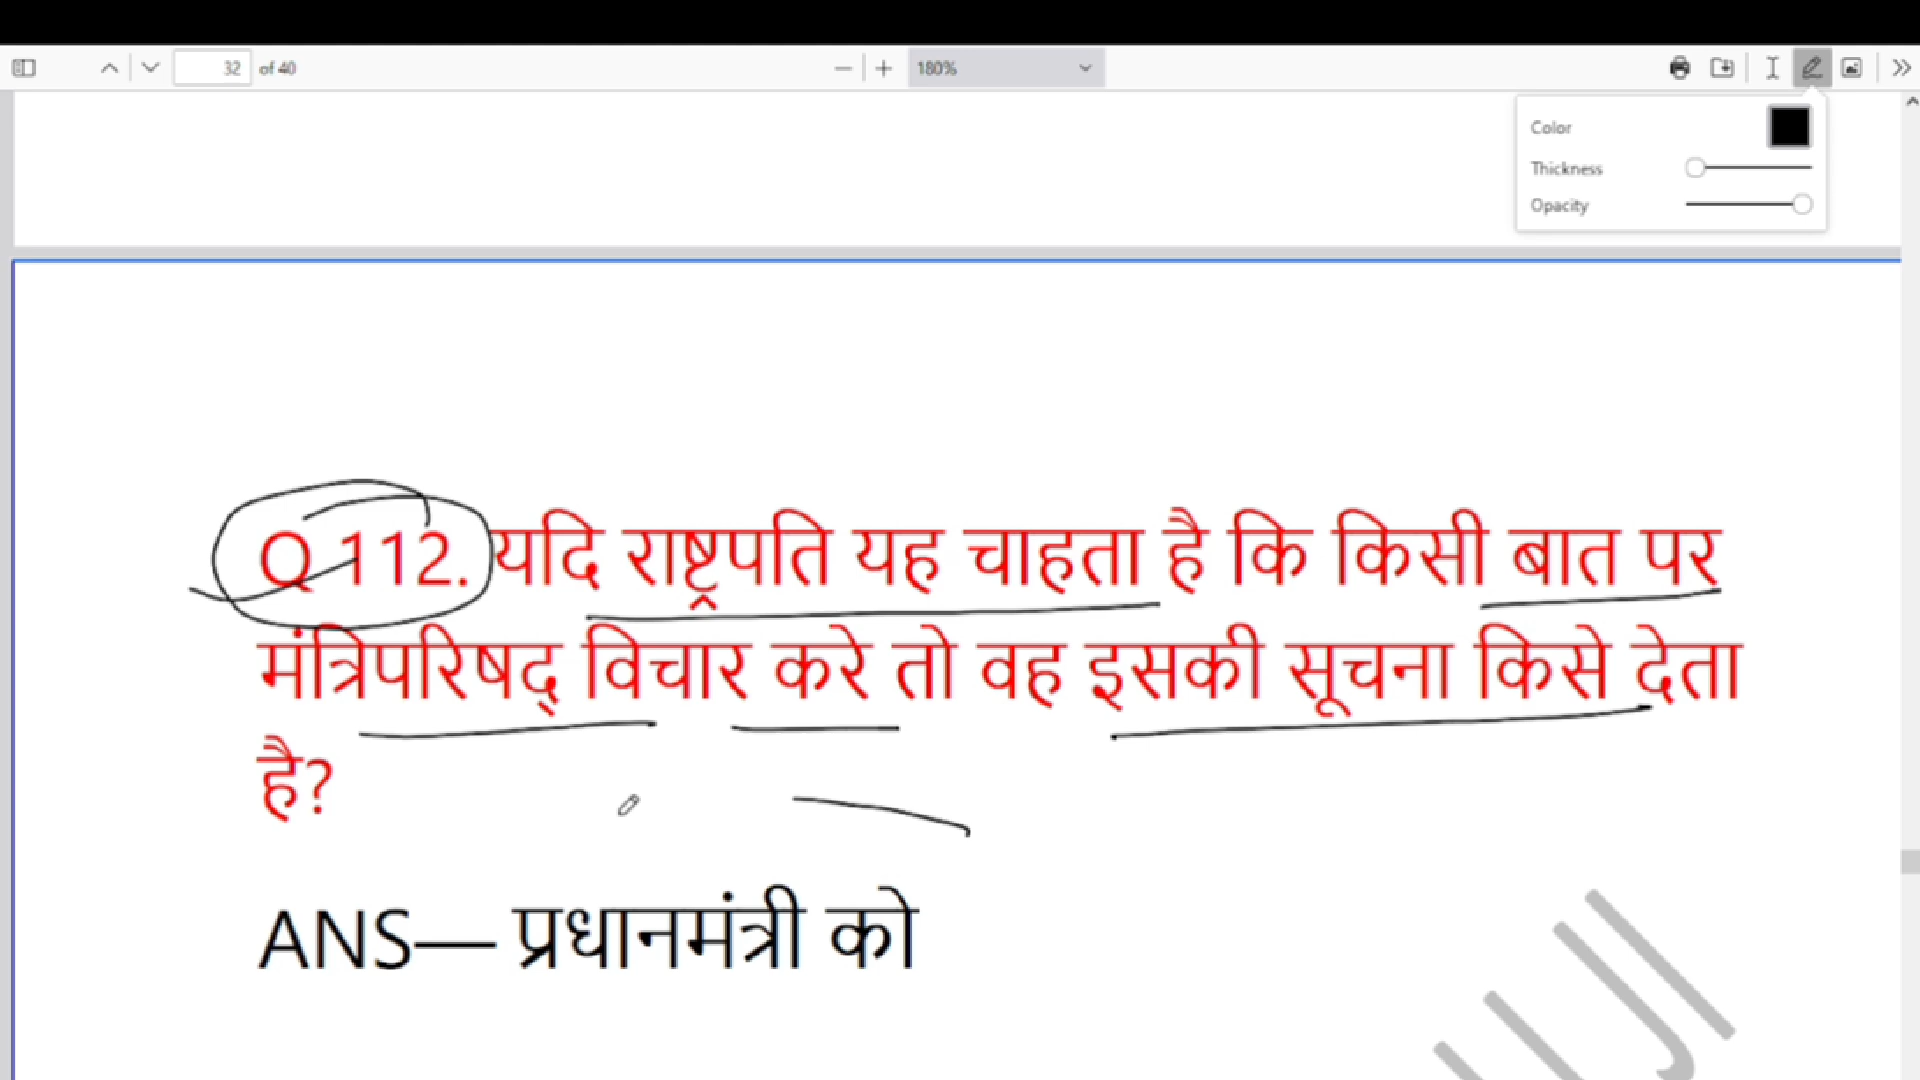 32 of 40
180%
Color
Thickness
Opacity
Q 112. यदि राष्ट्रपति यह चाहता है कि किसी बात पर
मंत्रिपरिषद् विचार करे तो वह इसकी सूचना किसे देता
है?
ANS— प्रधानमंत्री को